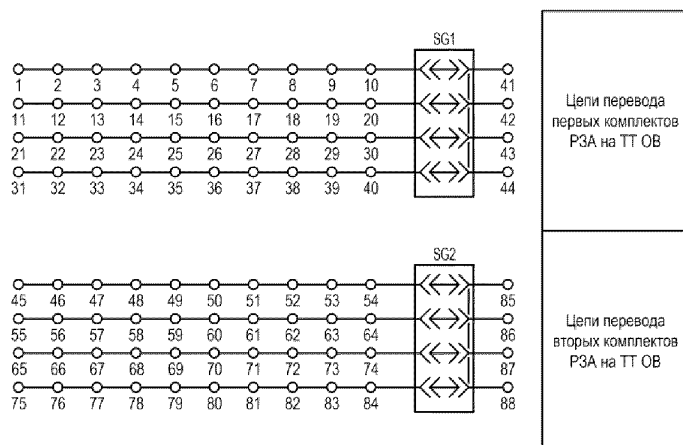 SG1
1 2 3 4 5 6 7 8 9 10 41
11 12 13 14 15 16 17 18 19 20 42
21 22 23 24 25 26 27 28 29 30 43
31 32 33 34 35 36 37 38 39 40 44
Цепи перевода
первых комплектов
РЗА на ТТ ОВ
SG2
45 46 47 48 49 50 51 52 53 54 85
55 56 57 58 59 60 61 62 63 64 86
65 66 67 68 69 70 71 72 73 74 87
75 76 77 78 79 80 81 82 83 84 88
Цепи перевода
вторых комплектов
РЗА на ТТ ОВ